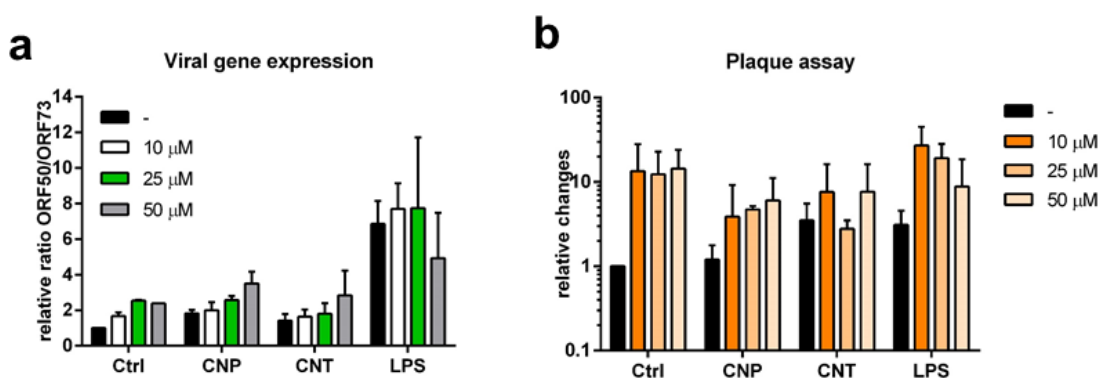 a
Viral gene expression
relative ratio ORF50/ORF73
14
12
10
8
6
4
2
0
-
10 μM
25 μM
50 μM
Ctrl CNP CNT LPS
b
Plaque assay
relative changes
100
10
1
0.1
-
10 μM
25 μM
50 μM
Ctrl CNP CNT LPS